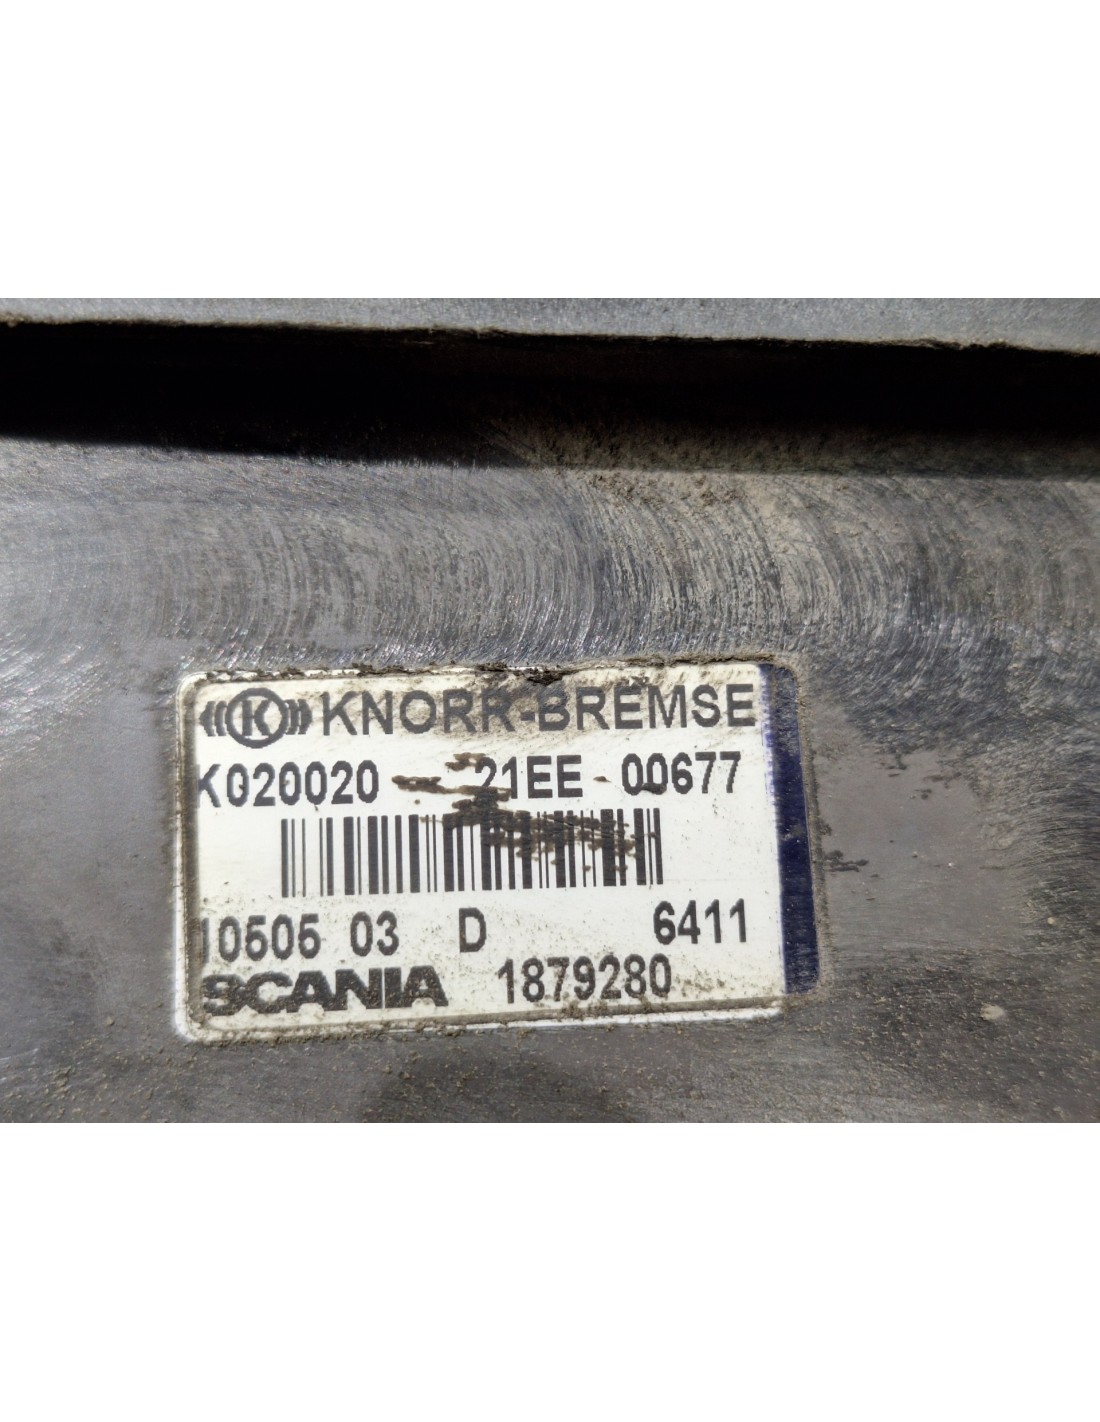 K KNORR-BREMSE
K020020 21EE 00677
10505 03 D 6411
SCANIA 1879280